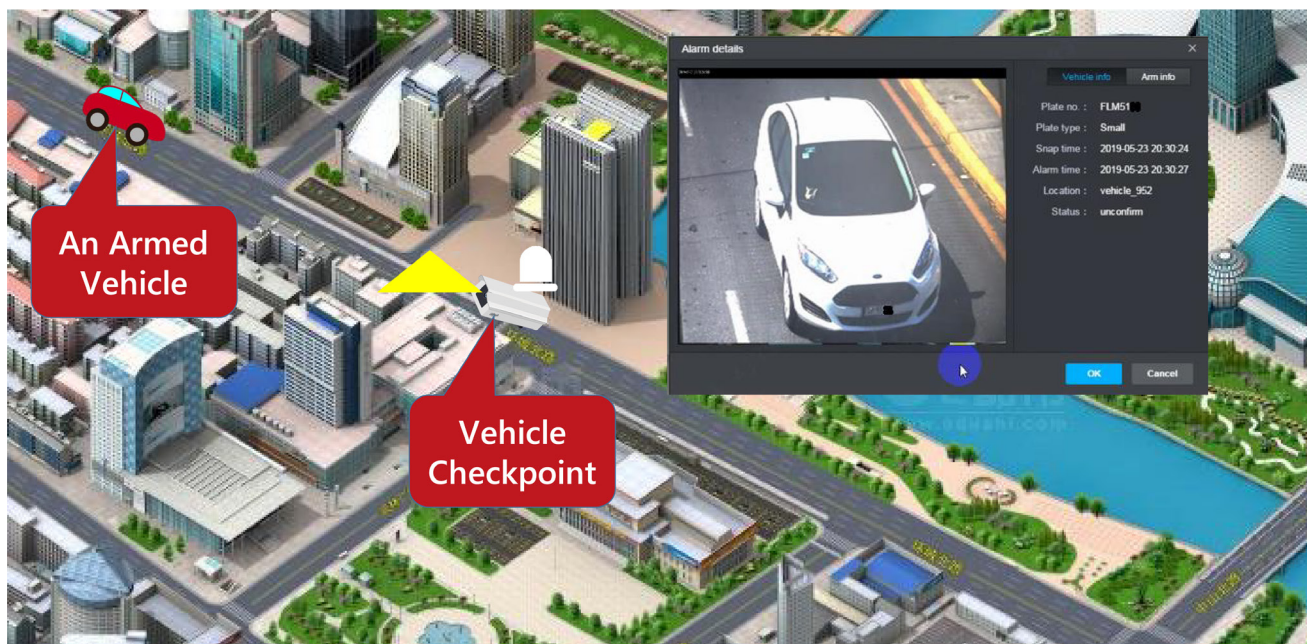 Alarm details
Vehicle info
Arm info
Plate no. :
FLM51
Plate type :
Small
Snap time :
2019-05-23 20:30:24
Alarm time :
2019-05-23 20:30:27
Location :
vehicle_952
Status :
unconfirm
OK
Cancel
An Armed
Vehicle
Vehicle
Checkpoint